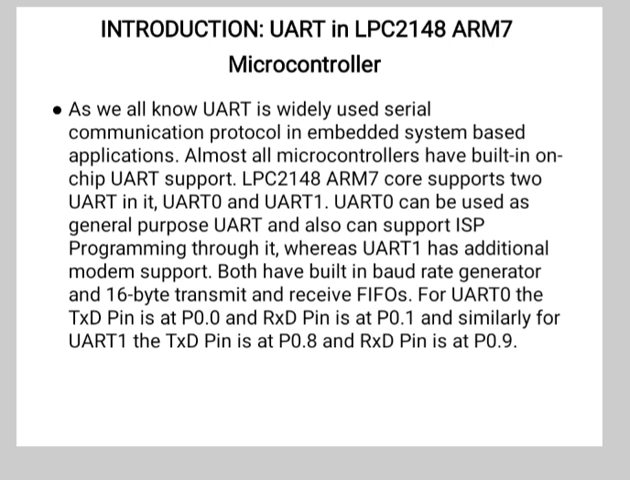 INTRODUCTION: UART in LPC2148 ARM7
Microcontroller
● As we all know UART is widely used serial
communication protocol in embedded system based
applications. Almost all microcontrollers have built-in on-
chip UART support. LPC2148 ARM7 core supports two
UART in it, UART0 and UART1. UART0 can be used as
general purpose UART and also can support ISP
Programming through it, whereas UART1 has additional
modem support. Both have built in baud rate generator
and 16-byte transmit and receive FIFOs. For UART0 the
TxD Pin is at P0.0 and RxD Pin is at P0.1 and similarly for
UART1 the TxD Pin is at P0.8 and RxD Pin is at P0.9.